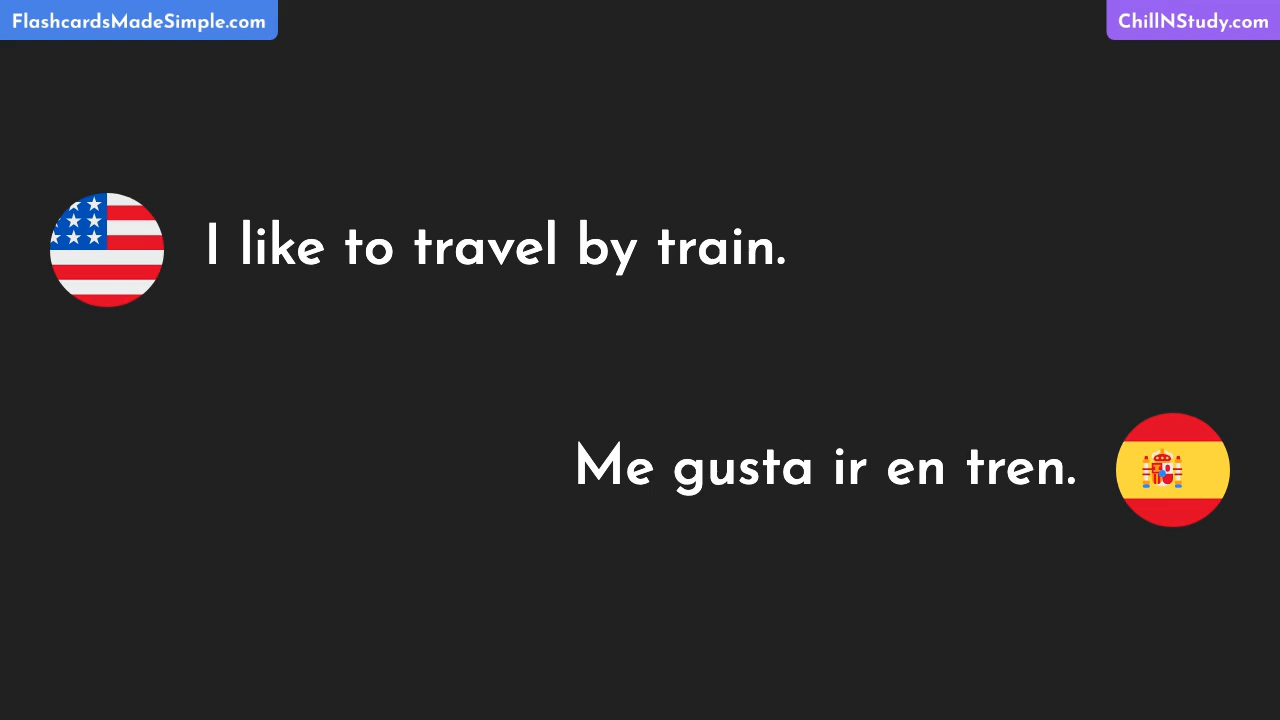 FlashcardsMadeSimple.com
ChillNStudy.com
I like to travel by train.
Me gusta ir en tren.